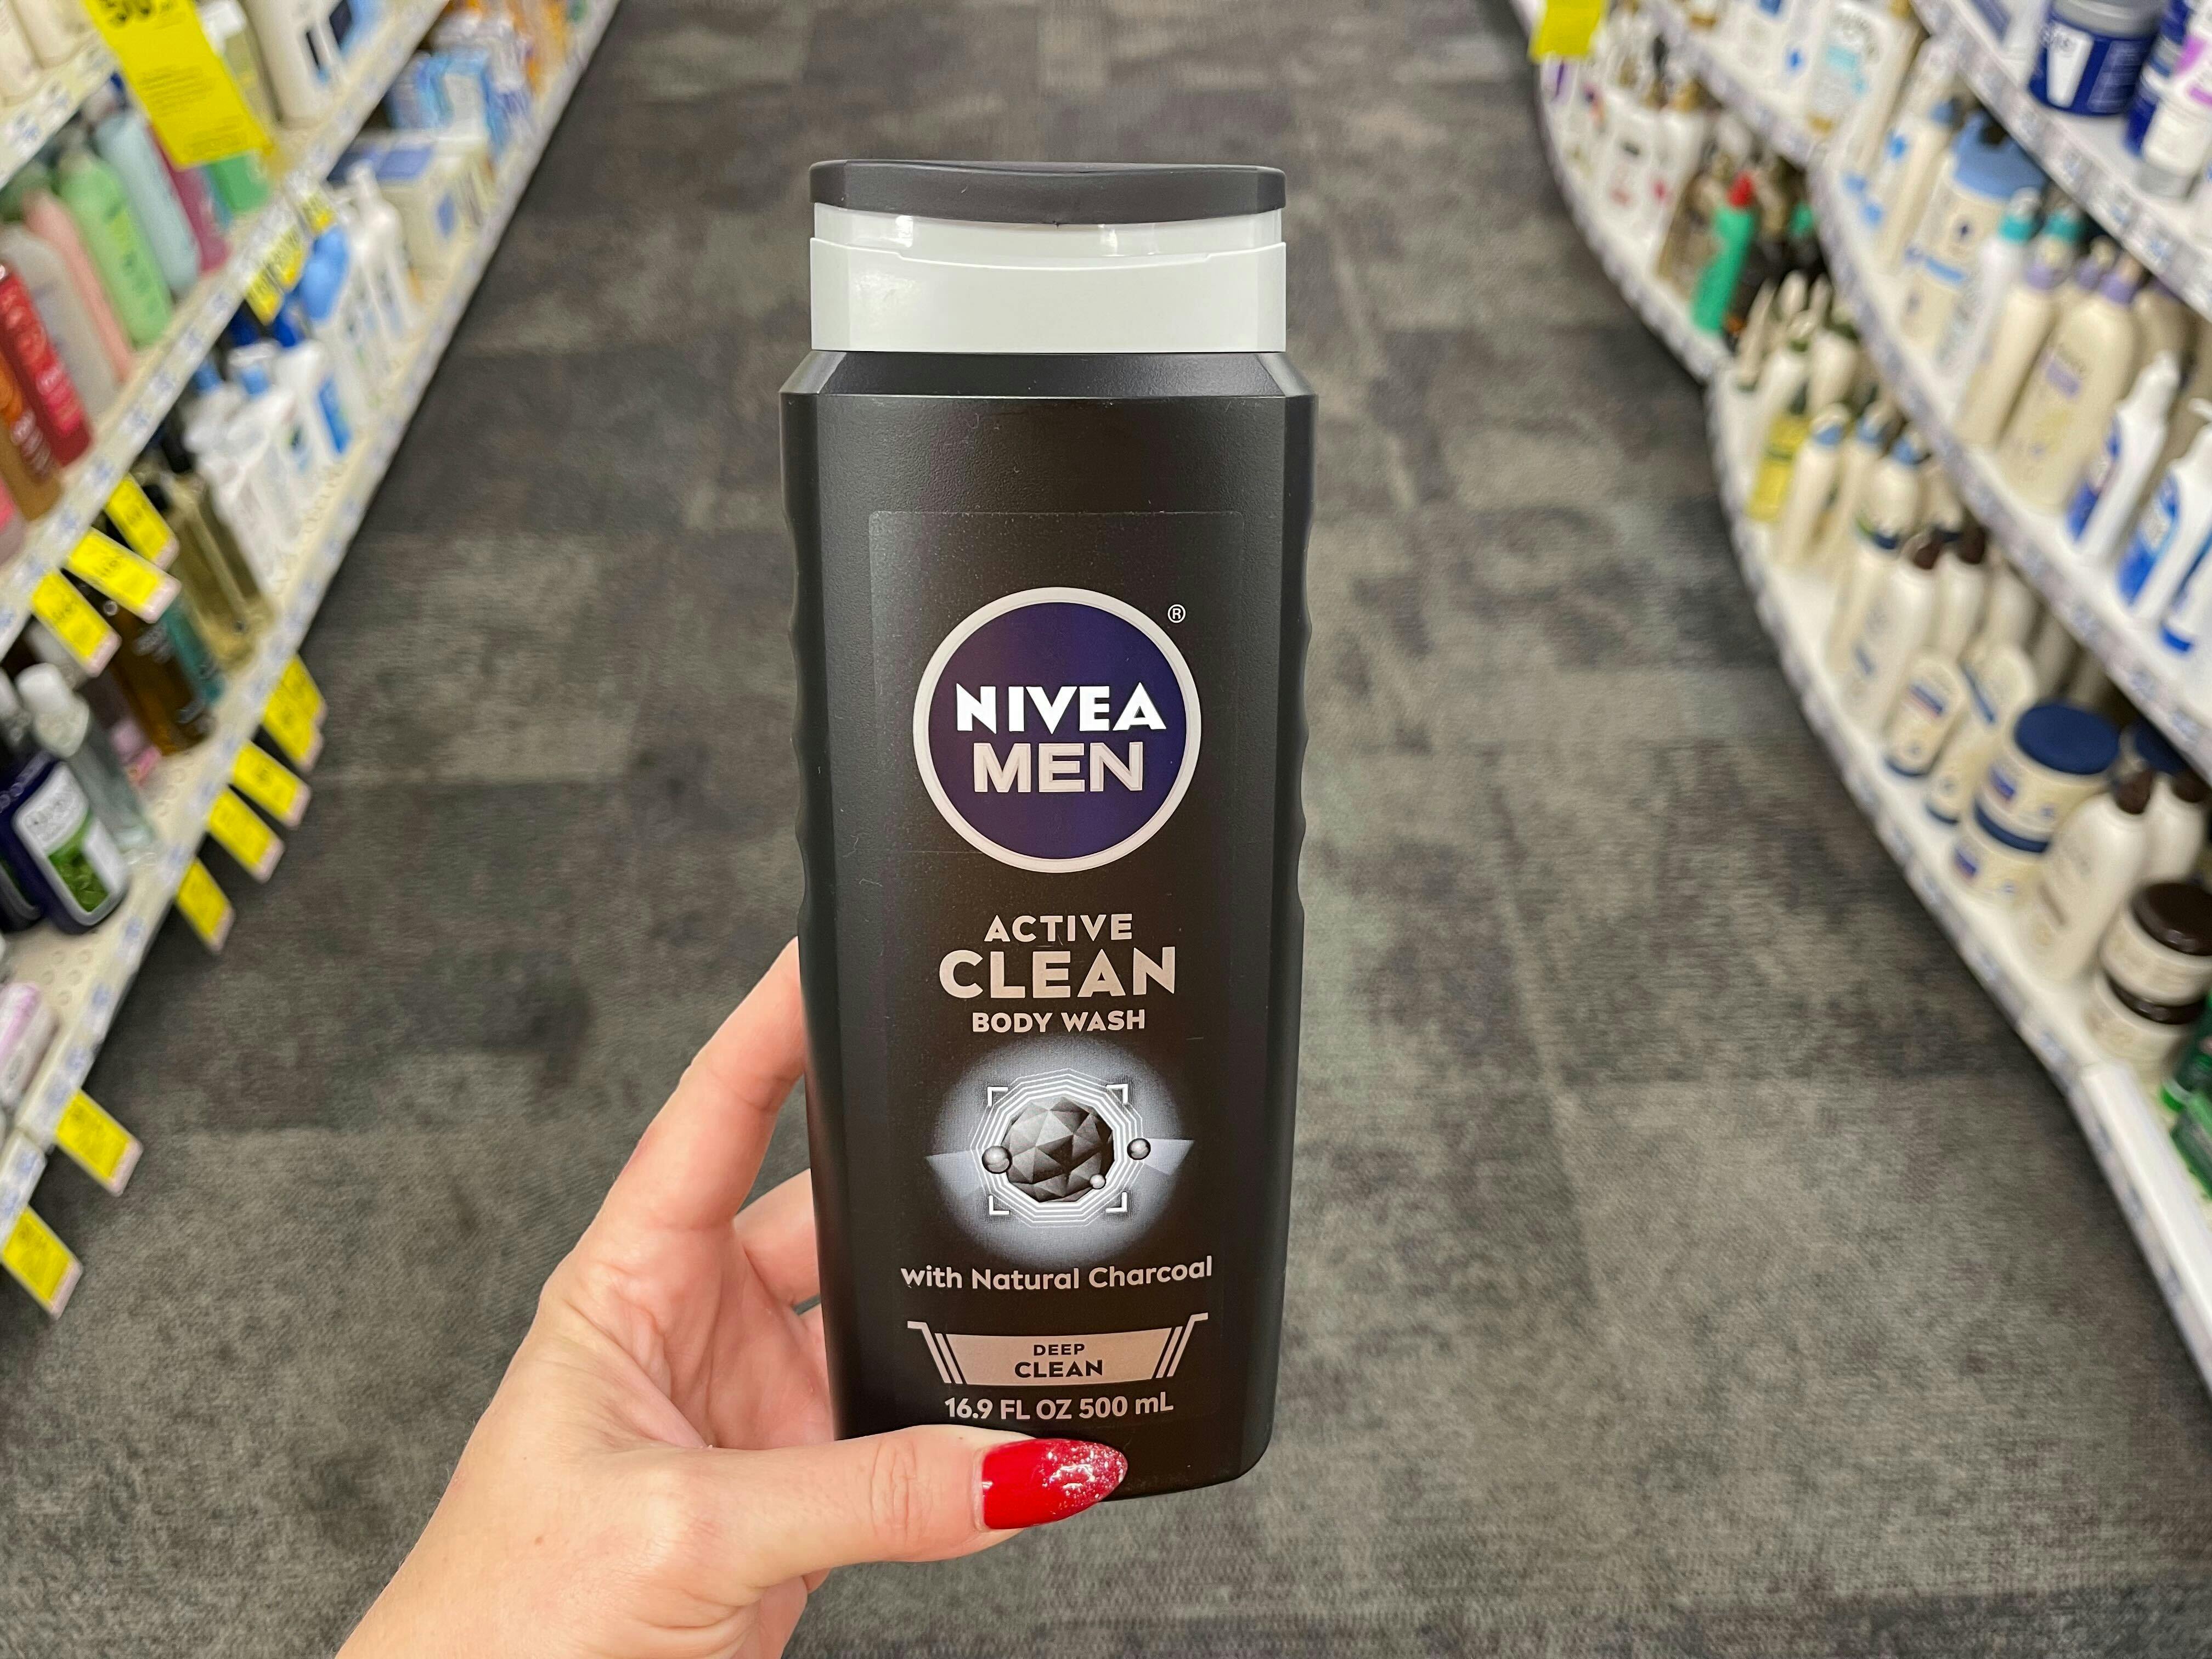 NIVEA
MEN
®
ACTIVE
CLEAN
BODY WASH
with Natural Charcoal
DEEP
CLEAN
16.9 FL OZ 500 mL